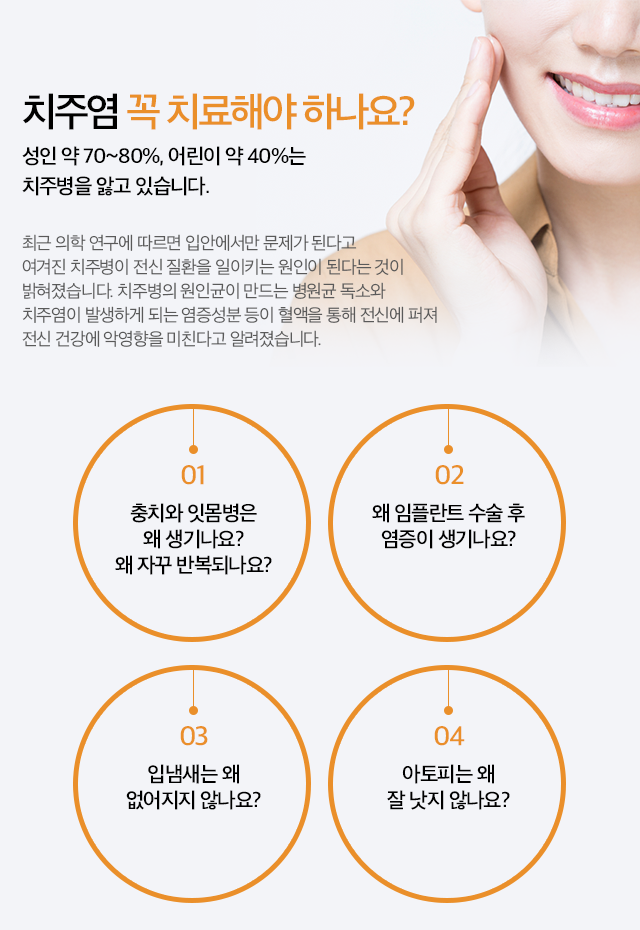 치주염 꼭 치료해야 하나요?
성인 약 70~80%, 어린이 약 40%는
치주병을 앓고 있습니다.
최근 의학 연구에 따르면 입안에서만 문제가 된다고
여겨진 치주병이 전신 질환을 일이키는 원인이 된다는 것이
밝혀졌습니다. 치주병의 원인균이 만드는 병원균 독소와
치주염이 발생하게 되는 염증성분 등이 혈액을 통해 전신에 퍼져
전신 건강에 악영향을 미친다고 알려졌습니다.
01
충치와 잇몸병은
왜 생기나요?
왜 자꾸 반복되나요?
02
왜 임플란트 수술 후
염증이 생기나요?
03
입냄새는 왜
없어지지 않나요?
04
아토피는 왜
잘 낫지 않나요?